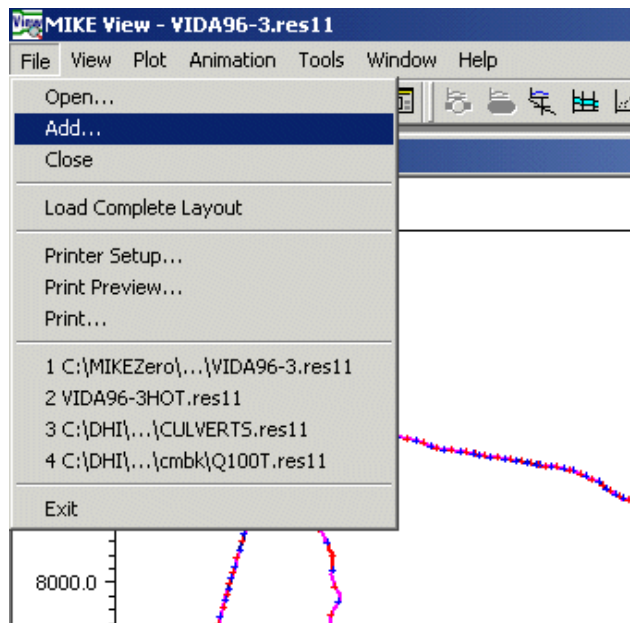 MIKE View - VIDA96-3.res11
File View Plot Animation Tools Window Help
Open...
Add...
Close
Load Complete Layout
Printer Setup...
Print Preview...
Print...
1 C:\MIKEZero\...\VIDA96-3.res11
2 VIDA96-3HOT.res11
3 C:\DHI\...\CULVERTS.res11
4 C:\DHI\...\cmbk\Q100T.res11
Exit
8000.0